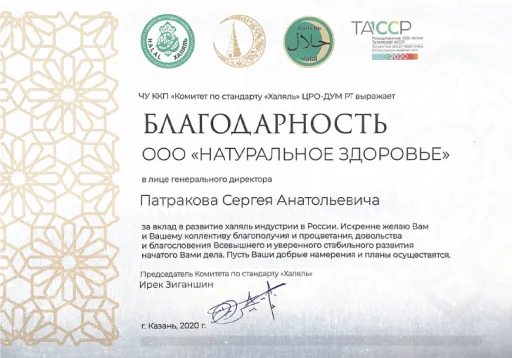 HALAL ХАЛЯЛЬ
ХАЛЯЛЬ
حلال
Halal
ТАССР
2020
ЧУ ККП «Комитет по стандарту «Халяль» ЦРО-ДУМ РТ выражает
БЛАГОДАРНОСТЬ
ООО «НАТУРАЛЬНОЕ ЗДОРОВЬЕ»
в лице генерального директора
Патракова Сергея Анатольевича
за вклад в развитие халяль индустрии в России. Искренне желаю Вам
и Вашему коллективу благополучия и процветания, довольства
и благословения Всевышнего и уверенного стабильного развития
начатого Вами дела. Пусть Ваши добрые намерения и планы осуществятся.
Председатель Комитета по стандарту «Халяль»
Ирек Зиганшин
г. Казань, 2020 г.